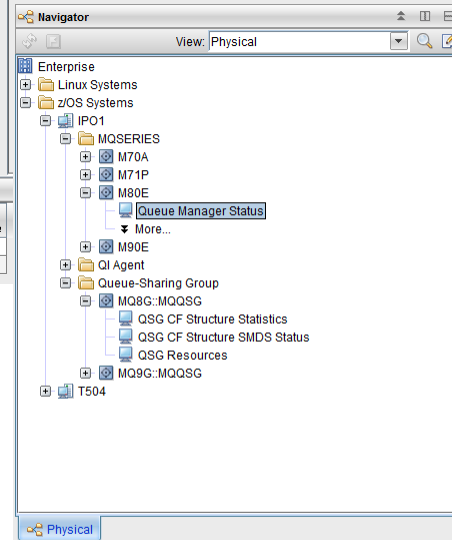 Navigator
View: Physical
Enterprise
Linux Systems
z/OS Systems
IPO1
MQSERIES
M70A
M71P
M80E
Queue Manager Status
More...
M90E
QI Agent
Queue-Sharing Group
MQ8G::MQQSG
QSG CF Structure Statistics
QSG CF Structure SMDS Status
QSG Resources
MQ9G::MQQSG
T504
Physical